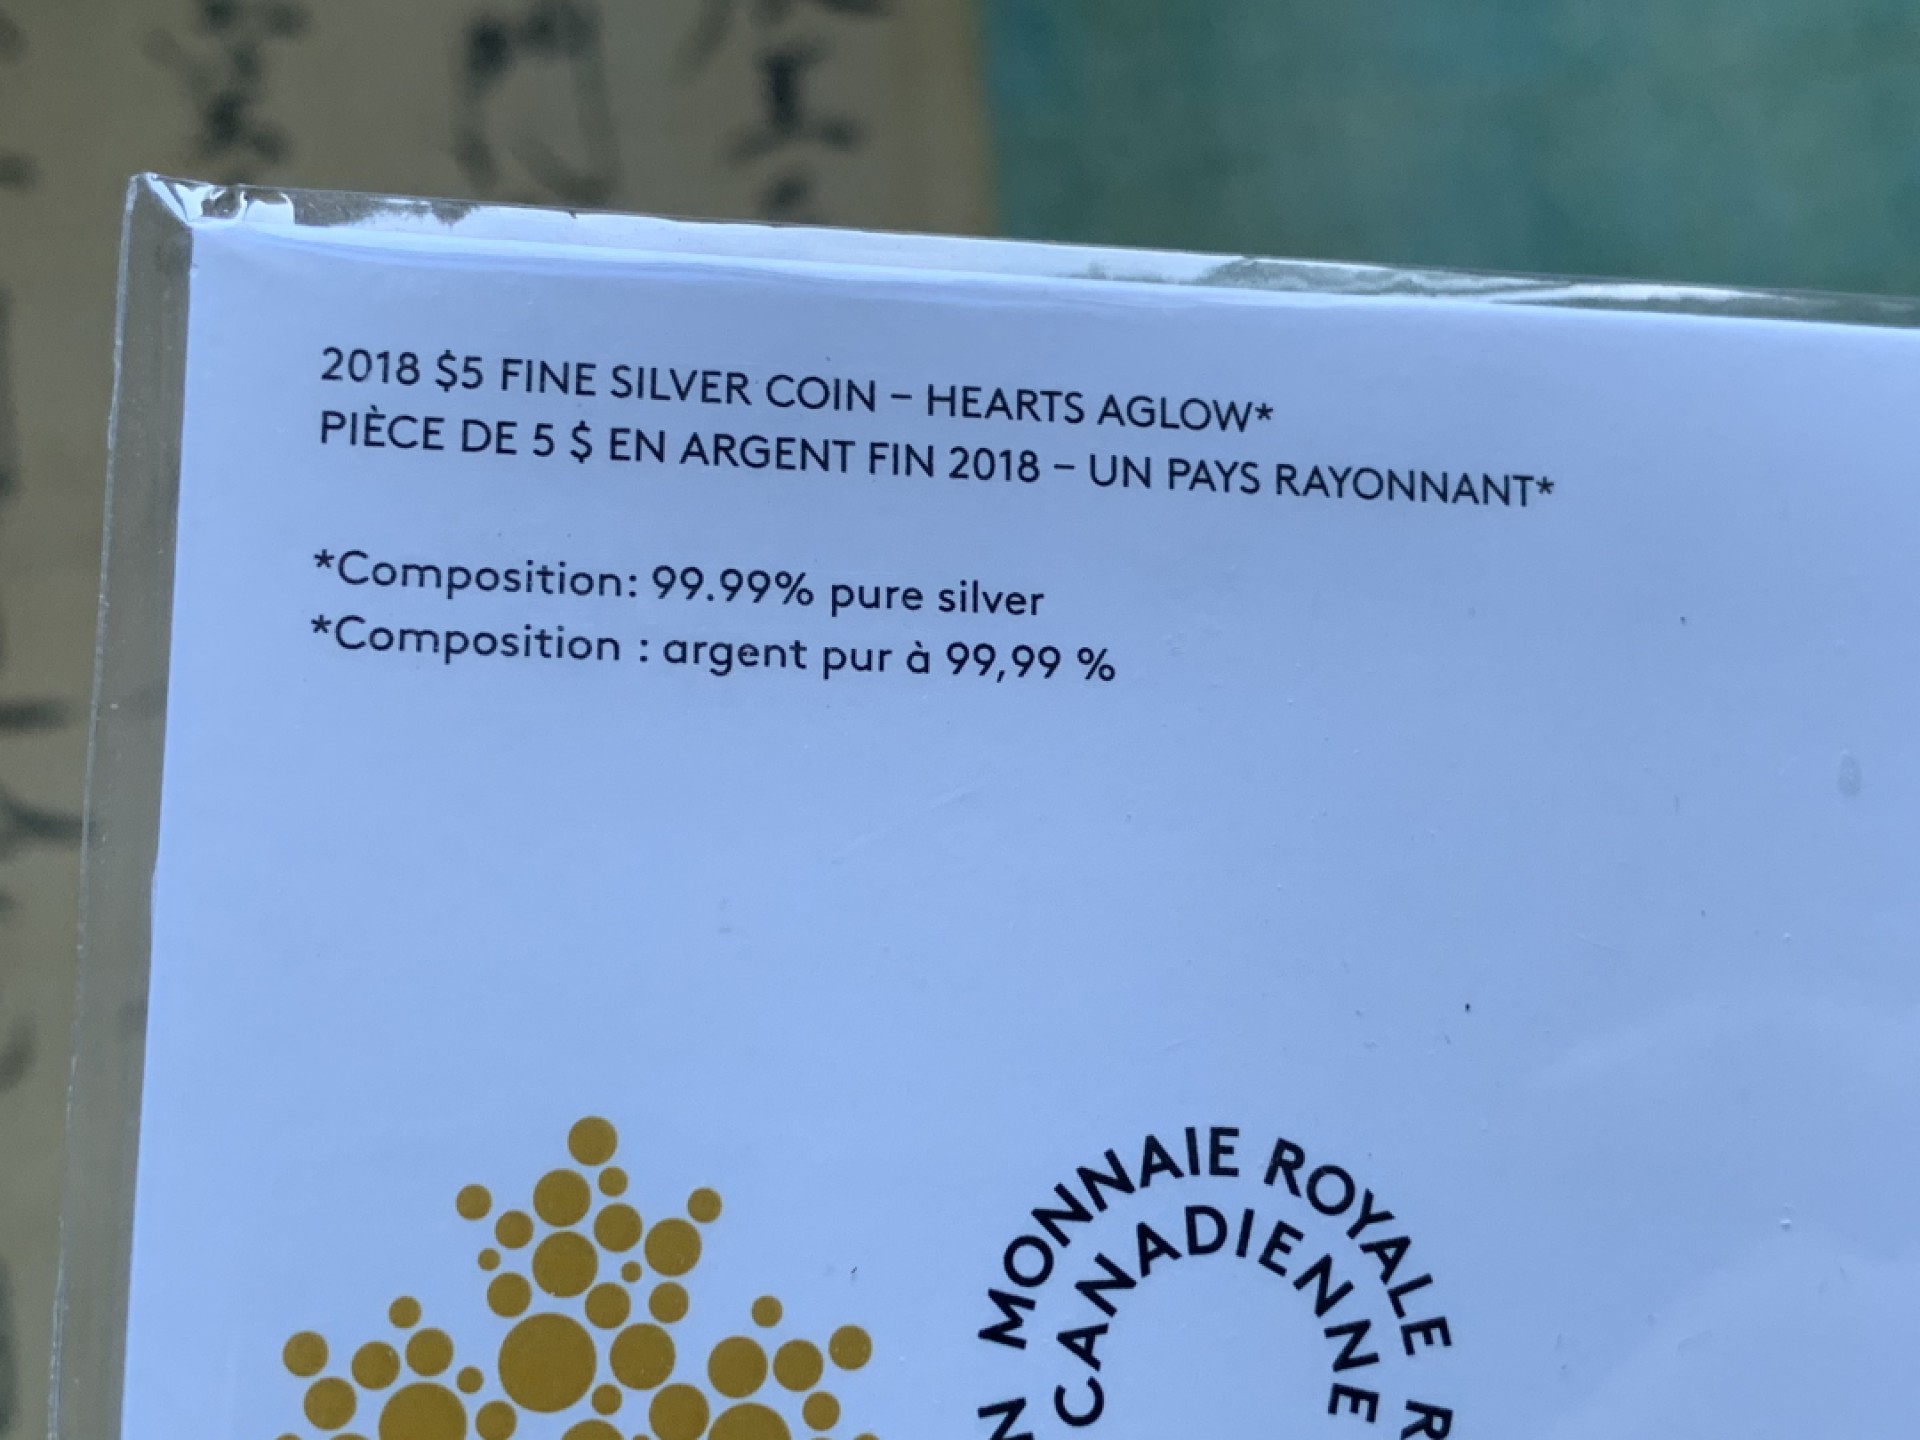 2018 $5 FINE SILVER COIN – HEARTS AGLOW*
PIÈCE DE 5 $ EN ARGENT FIN 2018 – UN PAYS RAYONNANT*
*Composition: 99.99% pure silver
*Composition : argent pur à 99,99 %
MONNAIE ROYALE
CANADIENNE